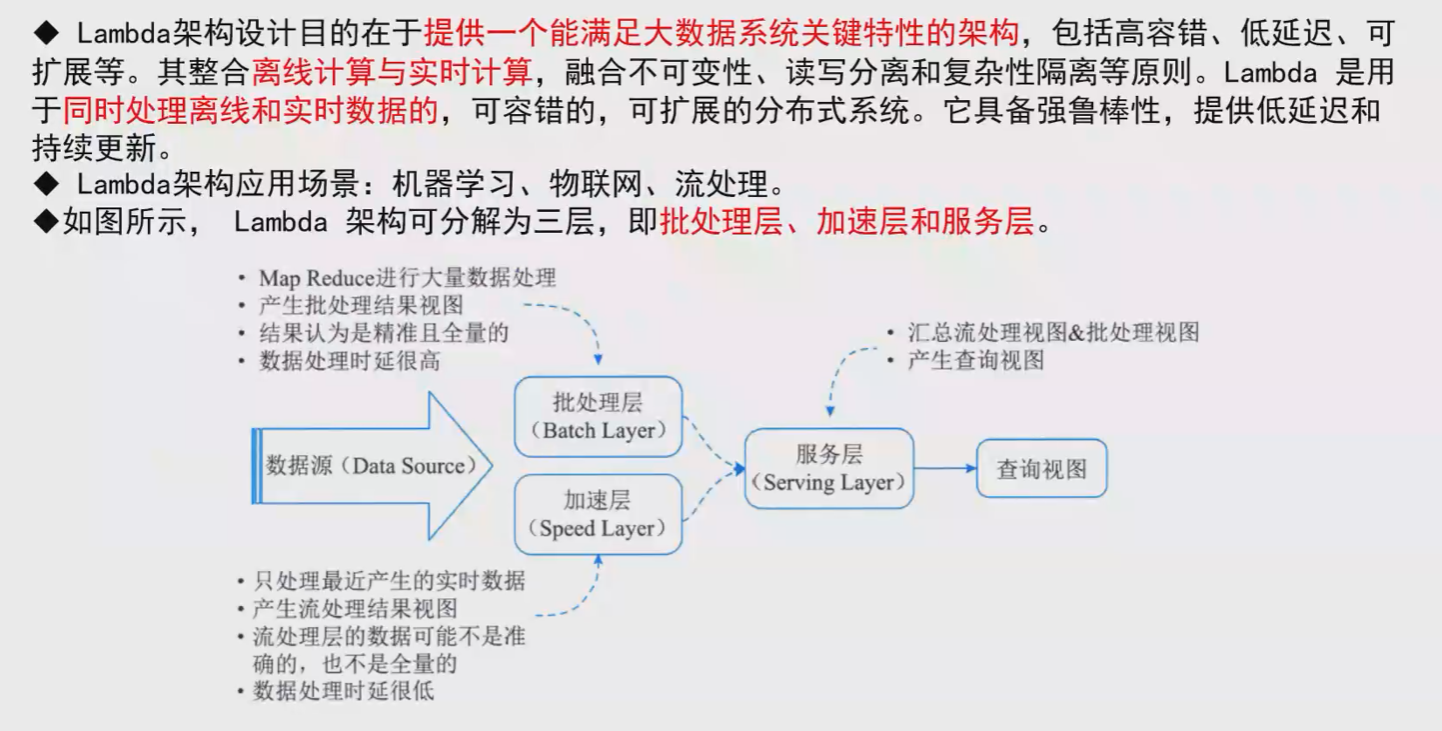 ◆ Lambda架构设计目的在于提供一个能满足大数据系统关键特性的架构，包括高容错、低延迟、可
扩展等。其整合离线计算与实时计算，融合不可变性、读写分离和复杂性隔离等原则。Lambda 是用
于同时处理离线和实时数据的，可容错的，可扩展的分布式系统。它具备强鲁棒性，提供低延迟和
持续更新。
◆ Lambda架构应用场景：机器学习、物联网、流处理。
◆如图所示， Lambda 架构可分解为三层，即批处理层、加速层和服务层。
• Map Reduce进行大量数据处理
• 产生批处理结果视图
• 结果认为是精准且全量的
• 数据处理时延很高
• 汇总流处理视图&批处理视图
• 产生查询视图
批处理层
（Batch Layer）
数据源（Data Source）
服务层
（Serving Layer）
查询视图
加速层
（Speed Layer）
• 只处理最近产生的实时数据
• 产生流处理结果视图
• 流处理层的数据可能不是准
确的，也不是全量的
• 数据处理时延很低